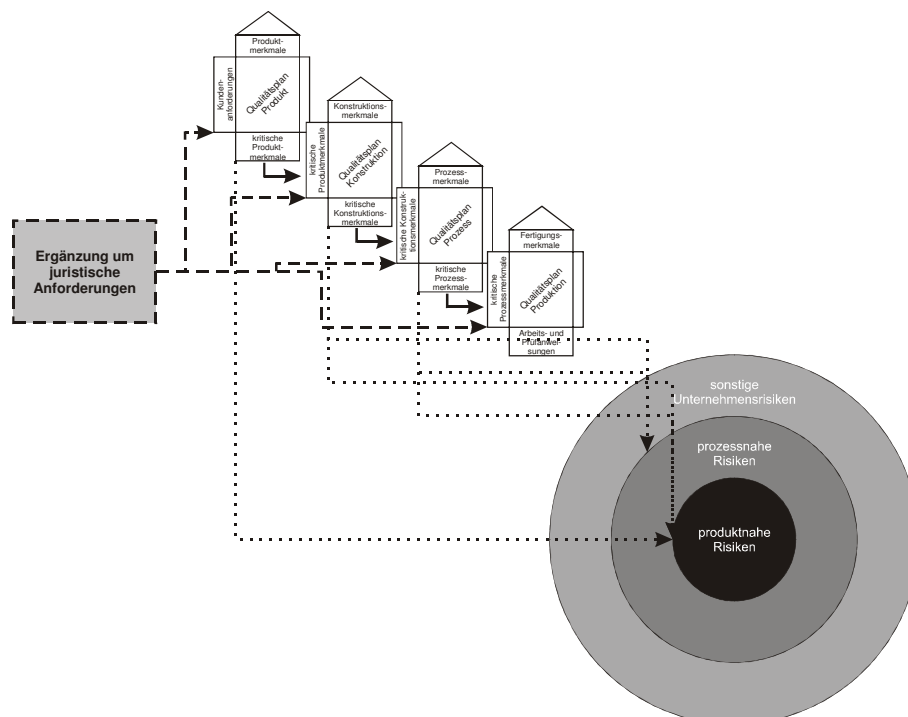 Produkt-
merkmale
Kunden-
anforderungen
Qualitätsplan
Produkt
kritische
Produkt-
merkmale
Konstruktions-
merkmale
kritische
Produktmerkmale
Qualitätsplan
Konstruktion
kritische
Konstruktions-
merkmale
Prozess-
merkmale
kritische Konstruk-
tionsmerkmale
Qualitätsplan
Prozess
kritische
Prozess-
merkmale
Fertigungs-
merkmale
kritische
Prozessmerkmale
Qualitätsplan
Produktion
Arbeits- und
Prüfanwei-
sungen
Ergänzung um
juristische
Anforderungen
sonstige
Unternehmensrisiken
prozessnahe
Risiken
produktnahe
Risiken